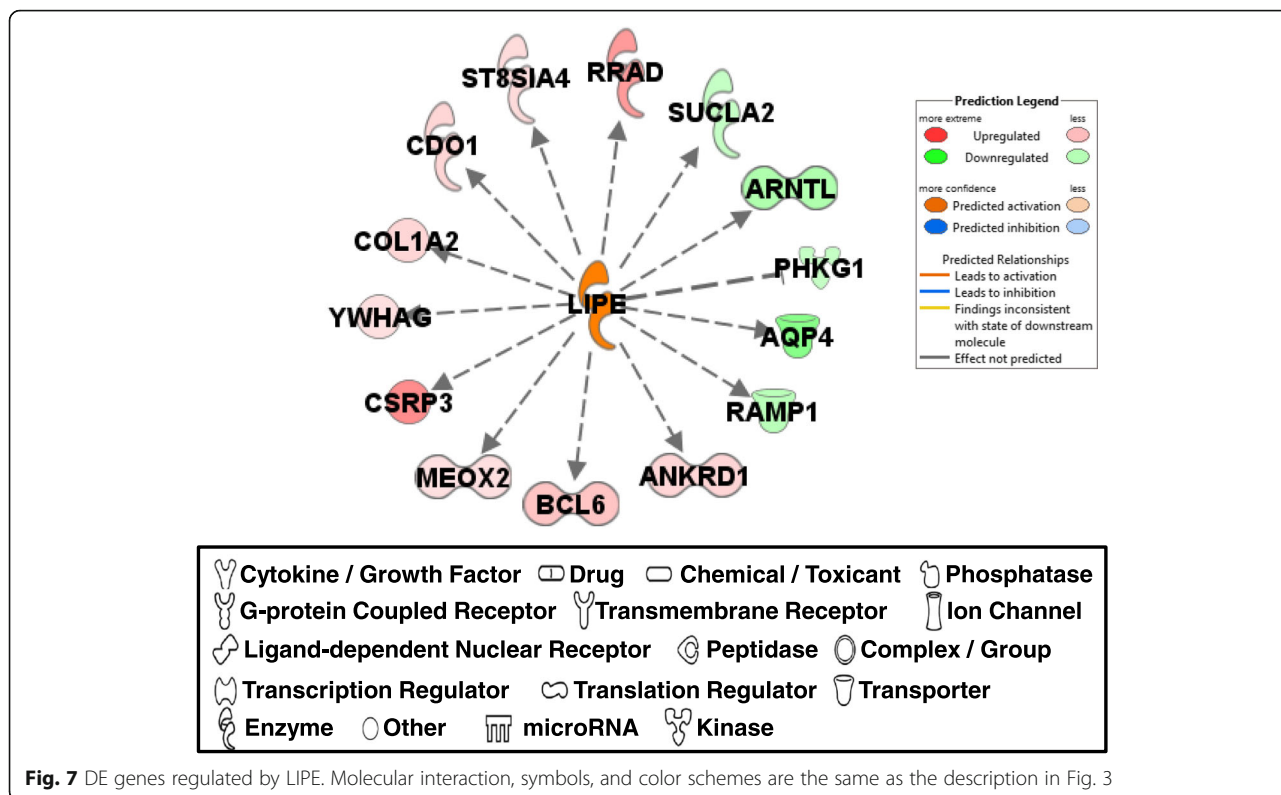 ST8SIA4
RRAD
SUCLA2
CDO1
ARNTL
COL1A2
PHKG1
LIPE
YWHAG
AQP4
CSRP3
RAMP1
MEOX2
ANKRD1
BCL6
Prediction Legend
more extreme less
Upregulated
Downregulated
more confidence less
Predicted activation
Predicted inhibition
Predicted Relationships
Leads to activation
Leads to inhibition
Findings inconsistent
with state of downstream
molecule
Effect not predicted
Cytokine / Growth Factor Drug Chemical / Toxicant Phosphatase
G-protein Coupled Receptor Transmembrane Receptor Ion Channel
Ligand-dependent Nuclear Receptor Peptidase Complex / Group
Transcription Regulator Translation Regulator Transporter
Enzyme Other microRNA Kinase
Fig. 7 DE genes regulated by LIPE. Molecular interaction, symbols, and color schemes are the same as the description in Fig. 3